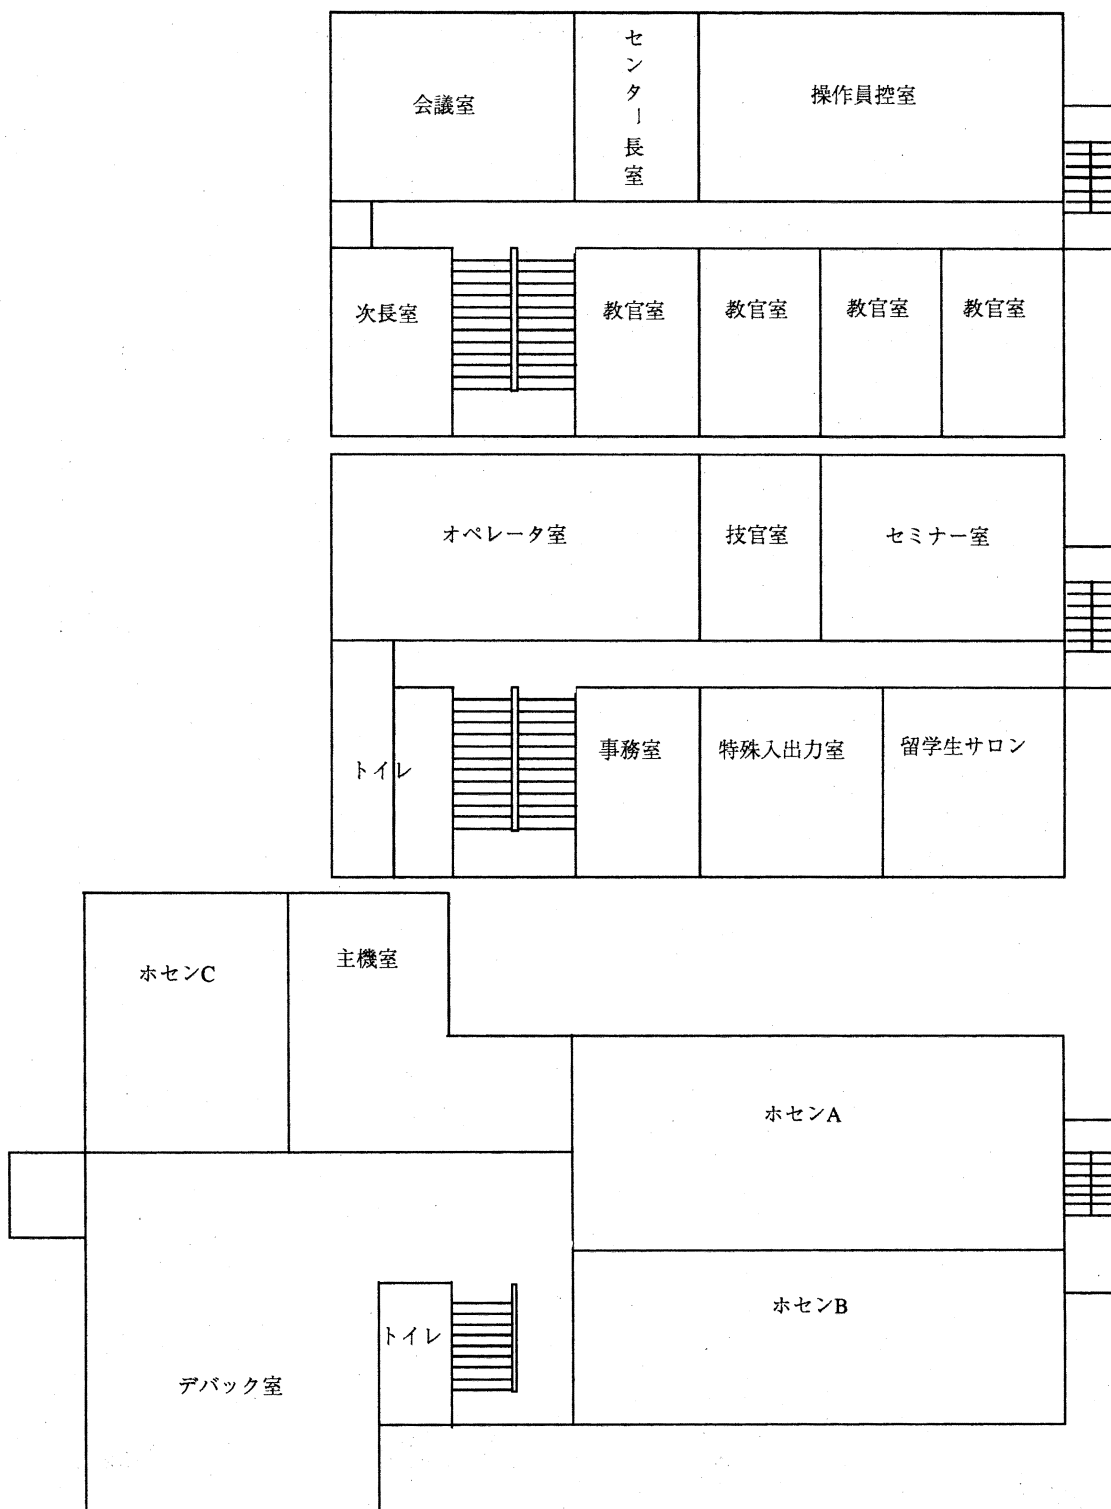 会議室
センター長室
操作員控室
次長室
教官室
教官室
教官室
教官室
オペレータ室
技官室
セミナー室
トイレ
事務室
特殊入出力室
留学生サロン
ホセンC
主機室
ホセンA
ホセンB
トイレ
デバック室